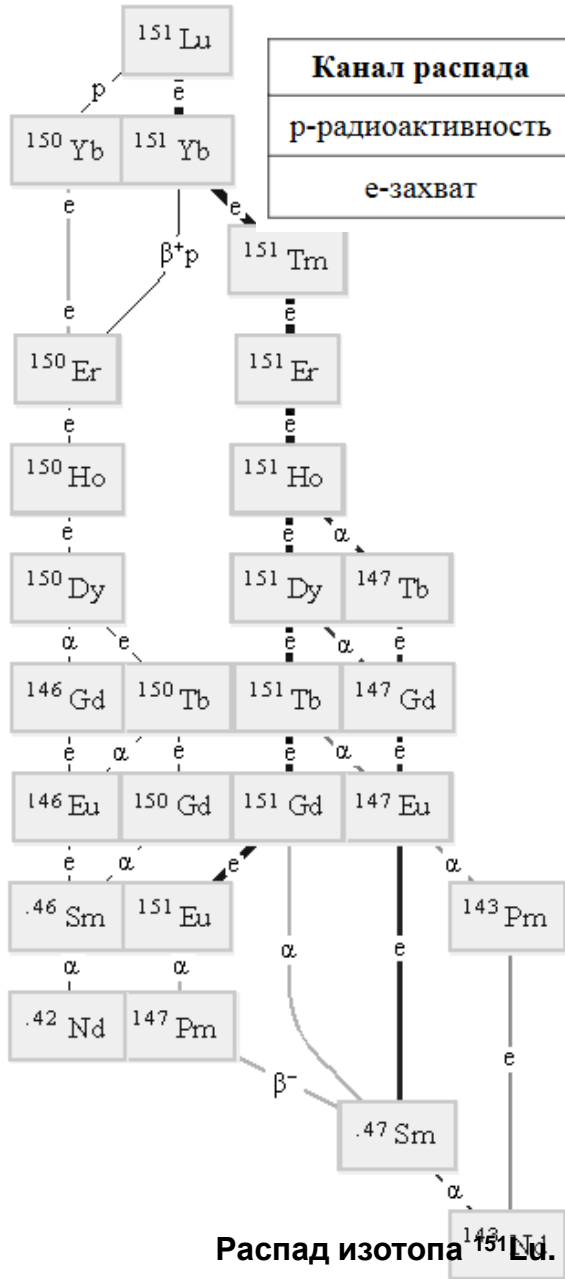 151Lu
Канал распада
p
e
150Yb 151Yb
p-радиоактивность
e-захват
e
e
β+p
151Tm
e
e
150Er
151Er
e
e
150Ho
151Ho
e
e
α
150Dy
151Dy
147Tb
α
e
e
α
e
146Gd
150Tb
151Tb
147Gd
e
α
e
e
α
e
146Eu
150Gd
151Gd
147Eu
e
α
e
α
.46Sm
151Eu
143Pm
α
α
α
e
.42Nd
147Pm
e
β−
.47Sm
α
143Nd
Распад изотопа 151Lu.